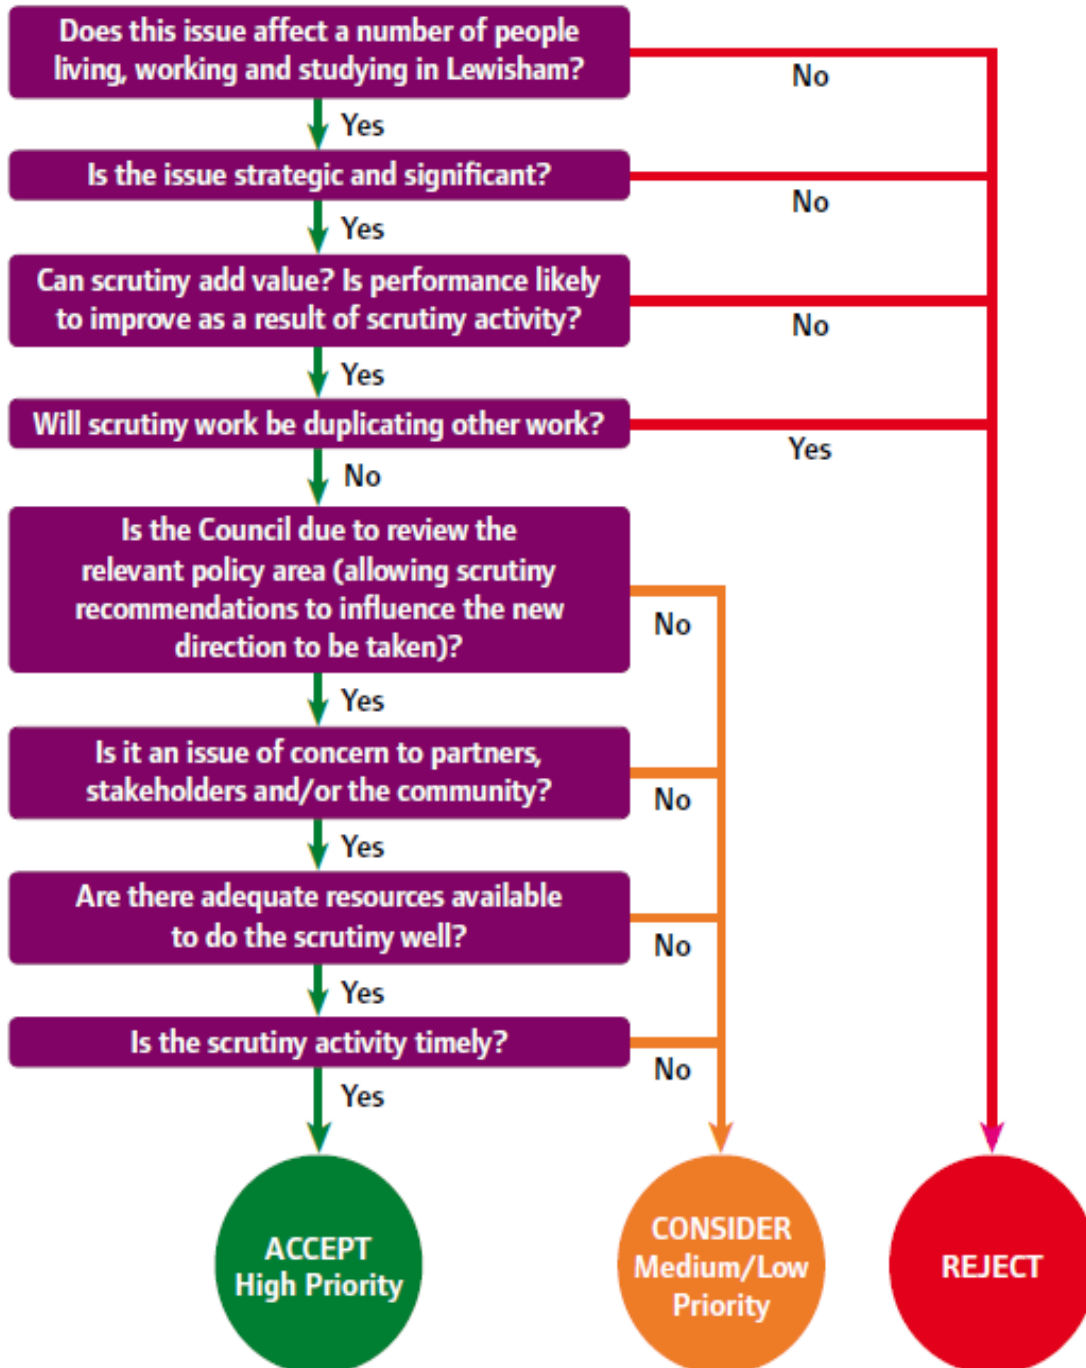 Does this issue affect a number of people
living, working and studying in Lewisham?
No
Yes
Is the issue strategic and significant?
No
Yes
Can scrutiny add value? Is performance likely
to improve as a result of scrutiny activity?
No
Yes
Will scrutiny work be duplicating other work?
Yes
No
Is the Council due to review the
relevant policy area (allowing scrutiny
recommendations to influence the new
direction to be taken)?
No
Yes
Is it an issue of concern to partners,
stakeholders and/or the community?
No
Yes
Are there adequate resources available
to do the scrutiny well?
No
Yes
Is the scrutiny activity timely?
No
Yes
ACCEPT
High Priority
CONSIDER
Medium/Low
Priority
REJECT